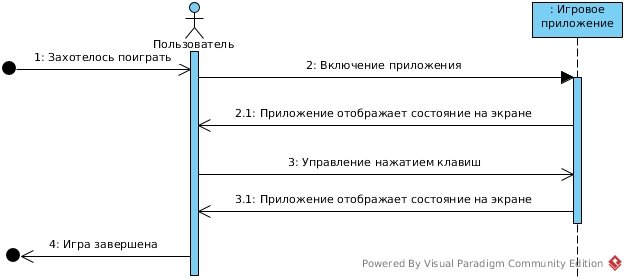 : Игровое
приложение
Пользователь
1: Захотелось поиграть
2: Включение приложения
2.1: Приложение отображает состояние на экране
3: Управление нажатием клавиш
3.1: Приложение отображает состояние на экране
4: Игра завершена
Powered By Visual Paradigm Community Edition